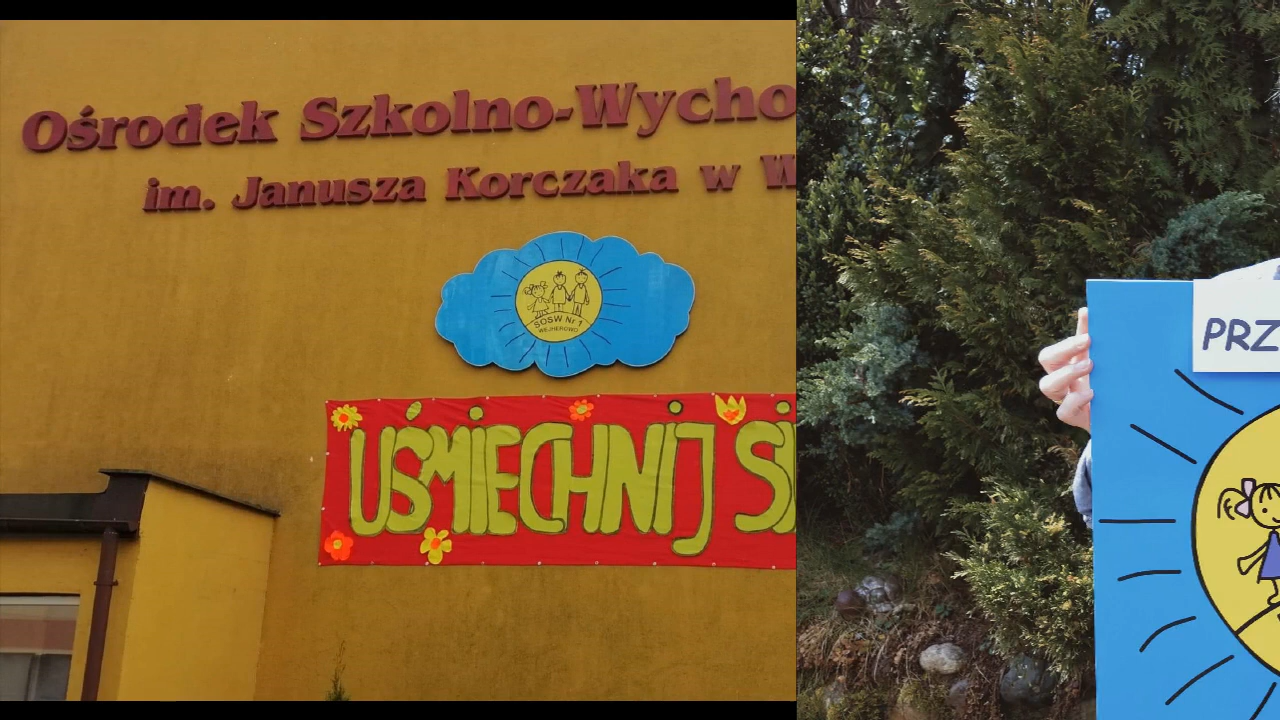 Ośrodek Szkolno-Wycho
im. Janusza Korczaka w W
SOSW Nr 1
WEJHEROWO
UŚMIECHNIJ SI
PRZ